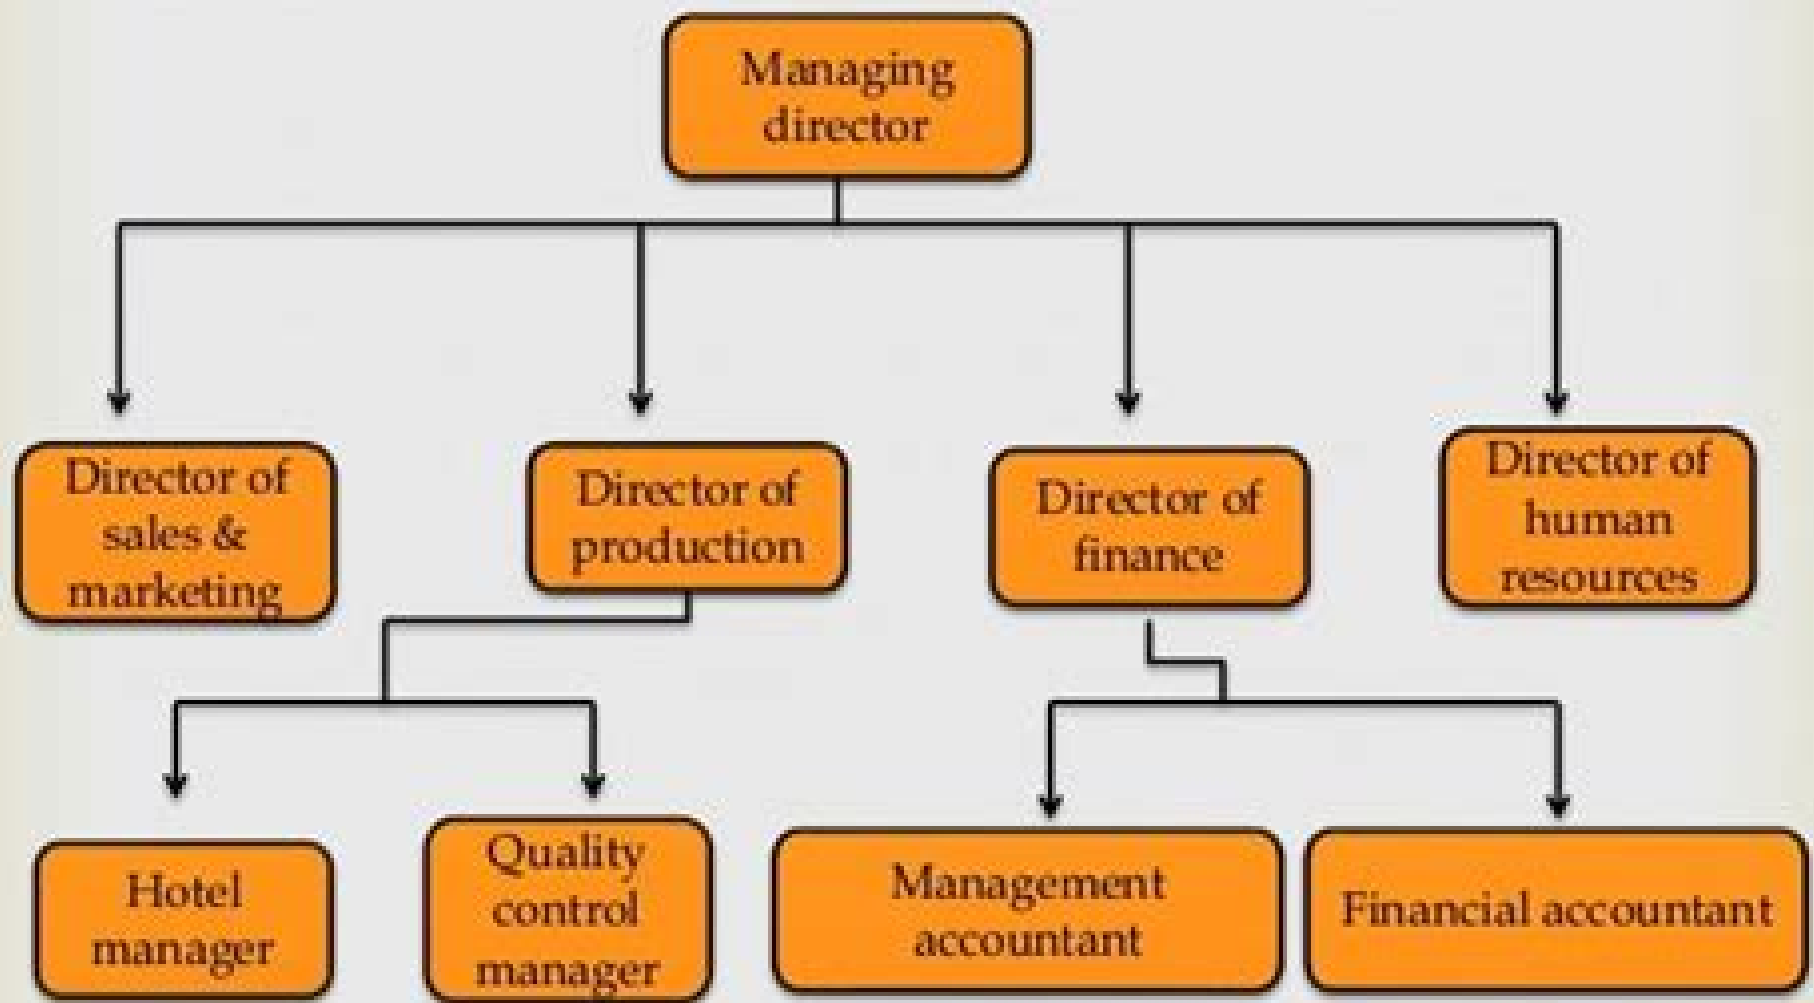 Managing
director
Director of
sales &
marketing
Director of
production
Director of
finance
Director of
human
resources
Hotel
manager
Quality
control
manager
Management
accountant
Financial accountant